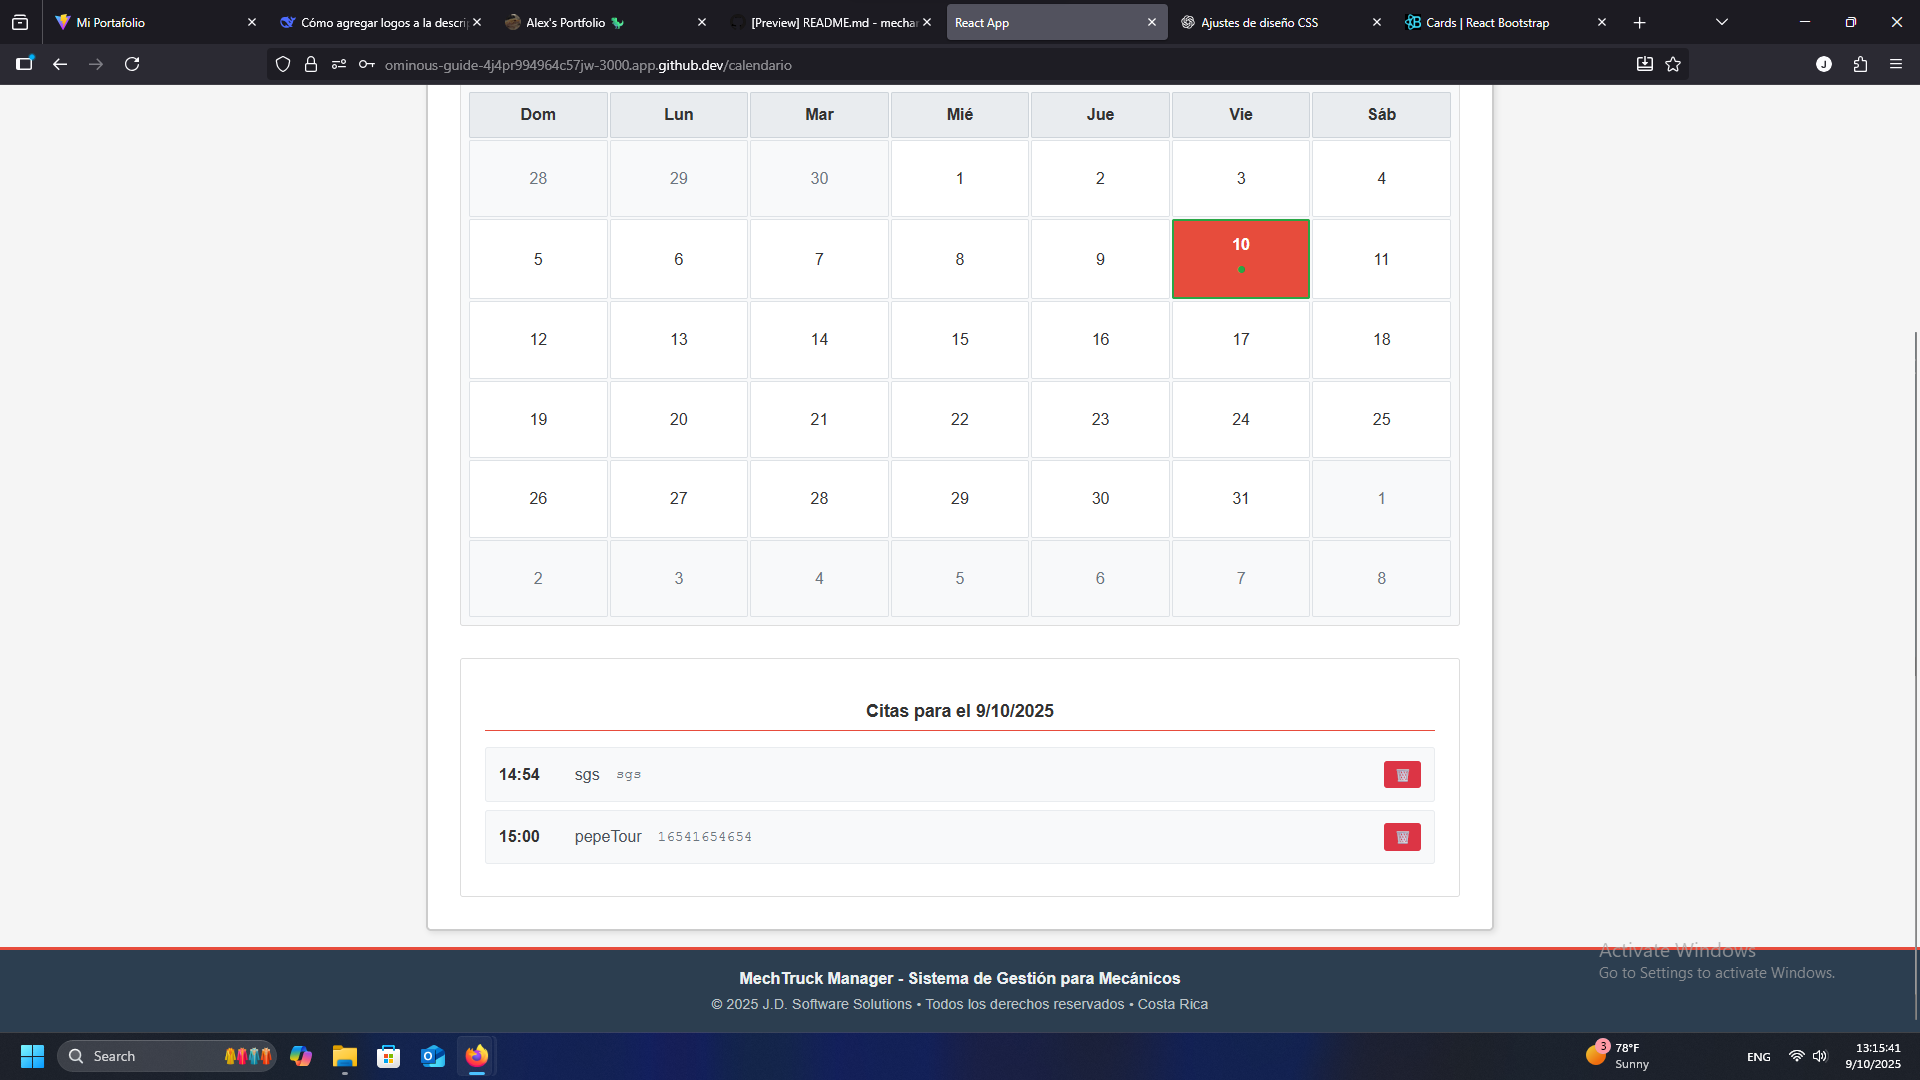 Mi Portafolio
Cómo agregar logos a la descri
Alex's Portfolio
[Preview] README.md - mecha
React App
Ajustes de diseño CSS
Cards | React Bootstrap
ominous-guide-4j4pr994964c57jw-3000.app.github.dev/calendario
J
Dom Lun Mar Mié Jue Vie Sáb
28 29 30 1 2 3 4
5 6 7 8 9 10 11
12 13 14 15 16 17 18
19 20 21 22 23 24 25
26 27 28 29 30 31 1
2 3 4 5 6 7 8
Citas para el 9/10/2025
14:54 sgs sgs
15:00 pepeTour 16541654654
Activate Windows
Go to Settings to activate Windows.
MechTruck Manager - Sistema de Gestión para Mecánicos
© 2025 J.D. Software Solutions • Todos los derechos reservados • Costa Rica
Search
3
78°F
Sunny
ENG
13:15:41
9/10/2025